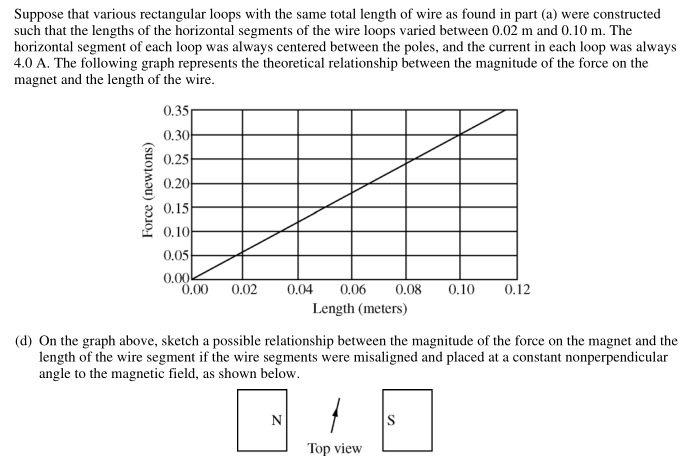 Suppose that various rectangular loops with the same total length of wire as found in part (a) were constructed
such that the lengths of the horizontal segments of the wire loops varied between 0.02 m and 0.10 m. The
horizontal segment of each loop was always centered between the poles, and the current in each loop was always
4.0 A. The following graph represents the theoretical relationship between the magnitude of the force on the
magnet and the length of the wire.
0.35
0.30
0.25
0.20
0.15
0.10
0.05
0.00
Force (newtons)
0.00 0.02 0.04 0.06 0.08 0.10 0.12
Length (meters)
(d) On the graph above, sketch a possible relationship between the magnitude of the force on the magnet and the
length of the wire segment if the wire segments were misaligned and placed at a constant nonperpendicular
angle to the magnetic field, as shown below.
N S
Top view